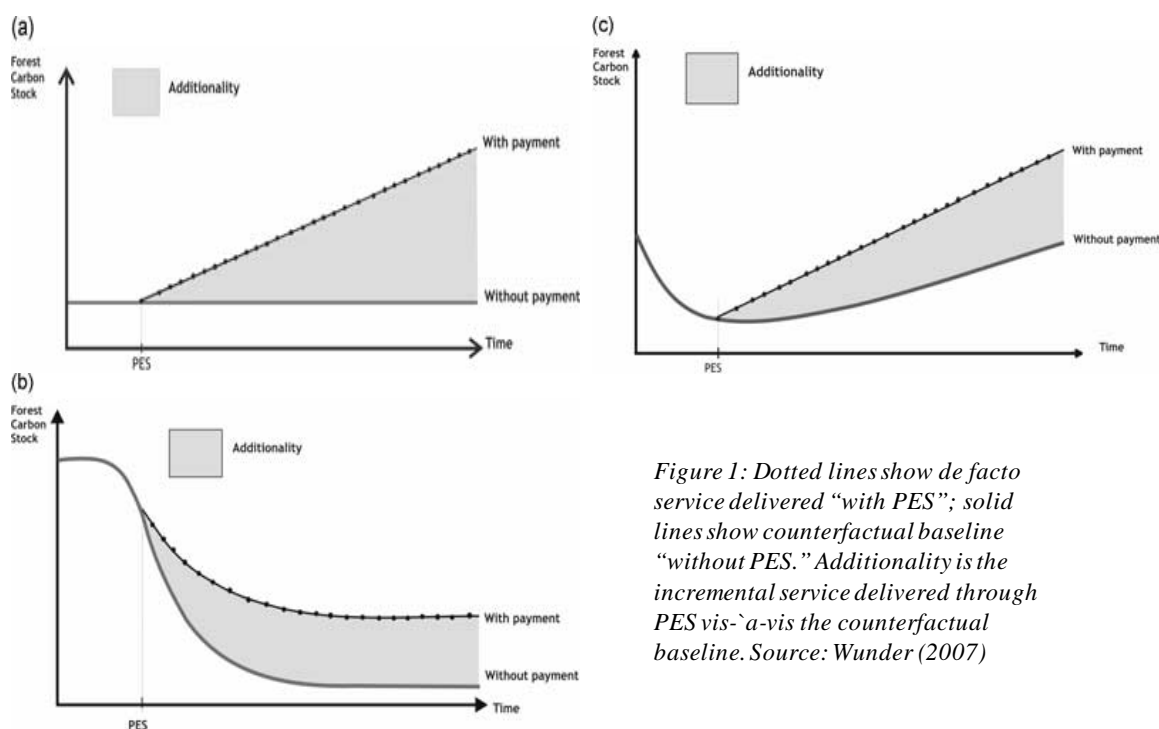 (a)
Forest
Carbon
Stock
Additionality
With payment
Without payment
Time
PES
(b)
Forest
Carbon
Stock
Additionality
With payment
Without payment
Time
PES
(c)
Forest
Carbon
Stock
Additionality
With payment
Without payment
Time
PES
Figure 1: Dotted lines show de facto
service delivered “with PES”; solid
lines show counterfactual baseline
“without PES.” Additionality is the
incremental service delivered through
PES vis-`a-vis the counterfactual
baseline. Source: Wunder (2007)